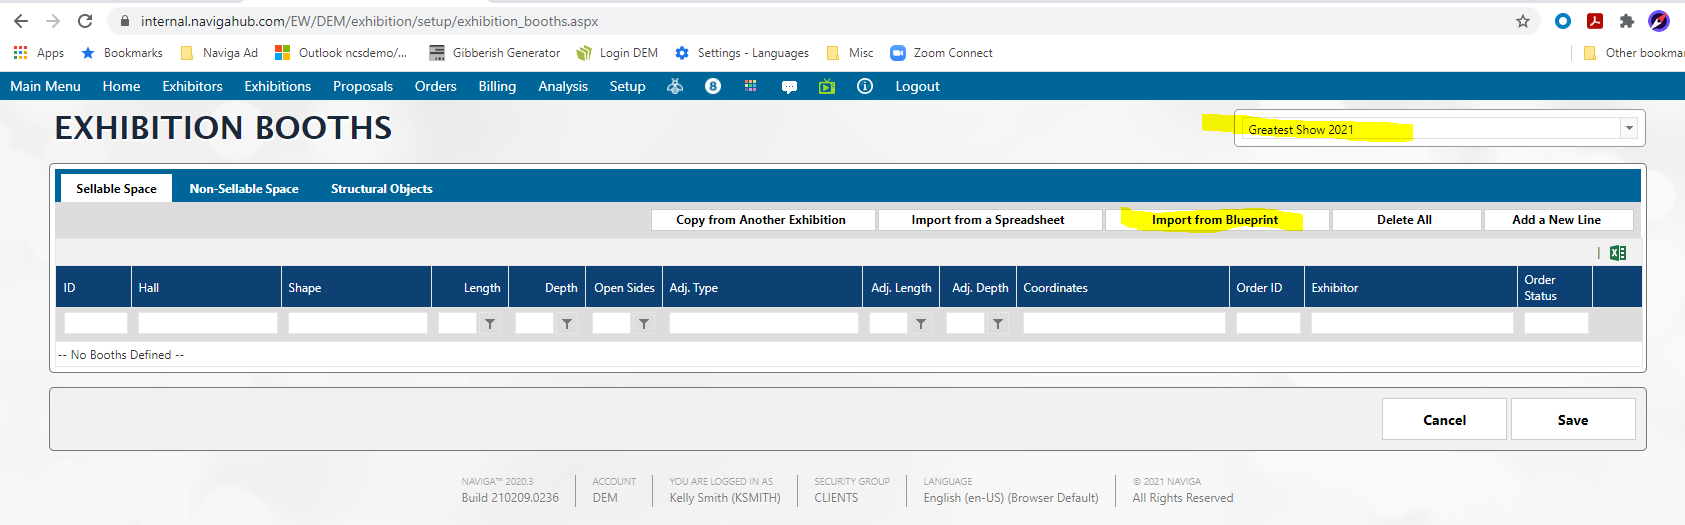 internal.navigahub.com/EW/DEM/exhibition/setup/exhibition_booths.aspx
Apps Bookmarks Naviga Ad Outlook ncsdemo/... Gibberish Generator Login DEM Settings - Languages Misc Zoom Connect Other bookmar
Main Menu Home Exhibitors Exhibitions Proposals Orders Billing Analysis Setup 8 Logout
EXHIBITION BOOTHS
Greatest Show 2021
Sellable Space Non-Sellable Space Structural Objects
Copy from Another Exhibition Import from a Spreadsheet Import from Blueprint Delete All Add a New Line
ID Hall Shape Length Depth Open Sides Adj. Type Adj. Length Adj. Depth Coordinates Order ID Exhibitor Order Status
-- No Booths Defined --
Cancel Save
NAVIGA™ 2020.3 ACCOUNT YOU ARE LOGGED IN AS SECURITY GROUP LANGUAGE © 2021 NAVIGA
Build 210209.0236 DEM Kelly Smith (KSMITH) CLIENTS English (en-US) (Browser Default) All Rights Reserved